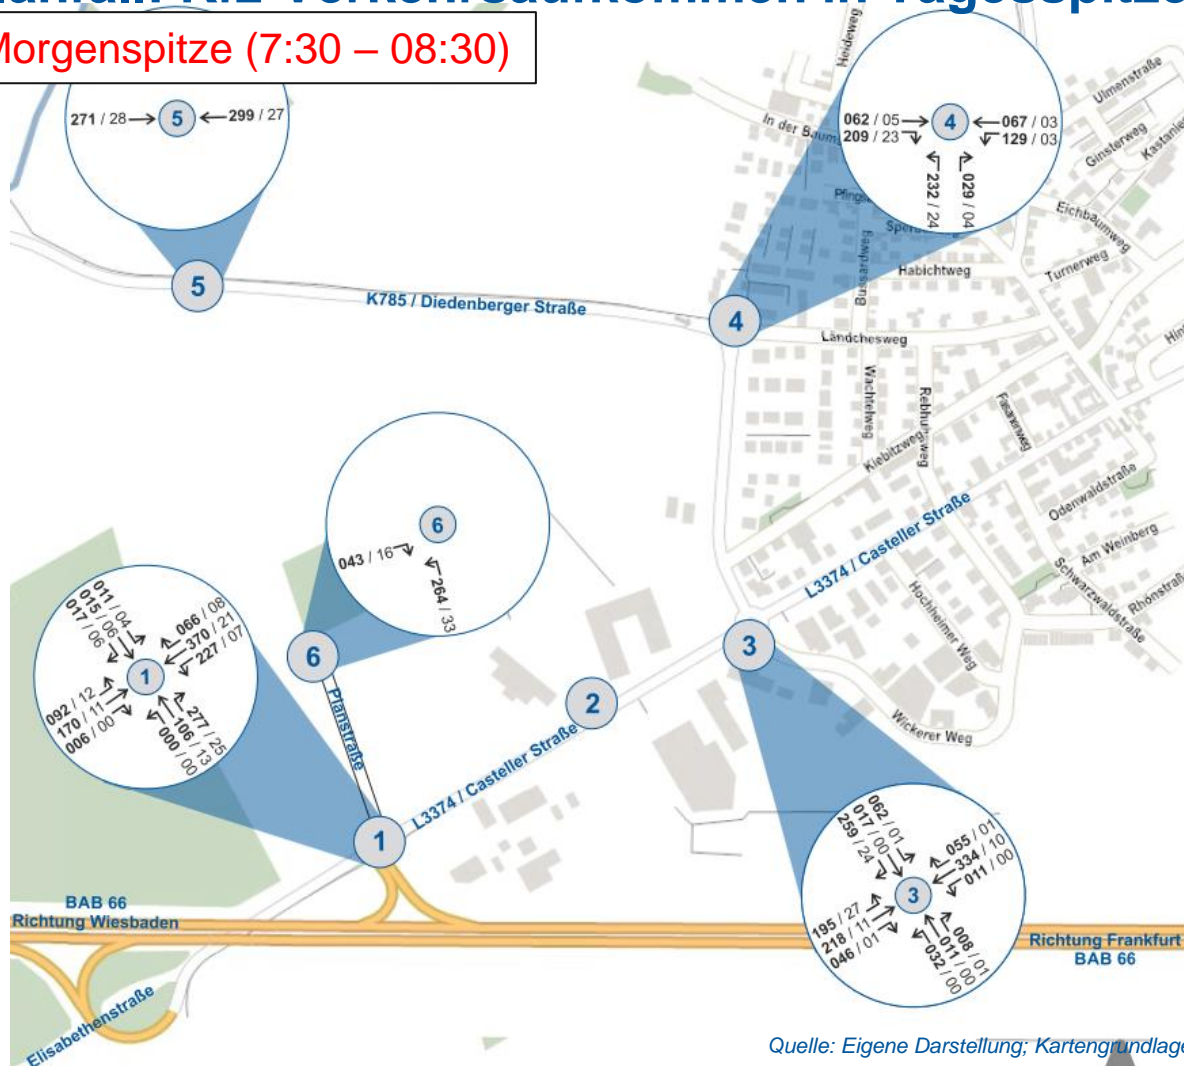 Morgenspitze (7:30 – 08:30)
271 / 28
5
299 / 27
062 / 05
209 / 23
4
067 / 03
129 / 03
232 / 24
029 / 04
Heideweg
In der
Ulmenstraße
Ginsterweg
Eichbaumweg
Turnerweg
Habichtweg
Bussardweg
5
K785 / Diedenberger Straße
4
Ländchesweg
Wachtelweg
Kiebitzweg
Fasanenweg
Odenwaldstraße
Am Weinberg
Schwarzwaldstraße
L3374 / Casteller Straße
Hochheimer Weg
Wickerer Weg
6
043 / 16
264 / 33
6
Planstraße
2
3
L3374 / Casteller Straße
1
011 / 04
015 / 06
017 / 06
066 / 08
370 / 21
227 / 07
1
092 / 12
170 / 11
006 / 00
277 / 25
106 / 13
000 / 00
062 / 01
017 / 00
259 / 24
055 / 01
334 / 10
011 / 00
3
195 / 27
218 / 11
046 / 01
008 / 01
011 / 00
032 / 00
BAB 66
Richtung Wiesbaden
Richtung Frankfurt
BAB 66
Elisabethenstraße
Quelle: Eigene Darstellung; Kartengrundlage